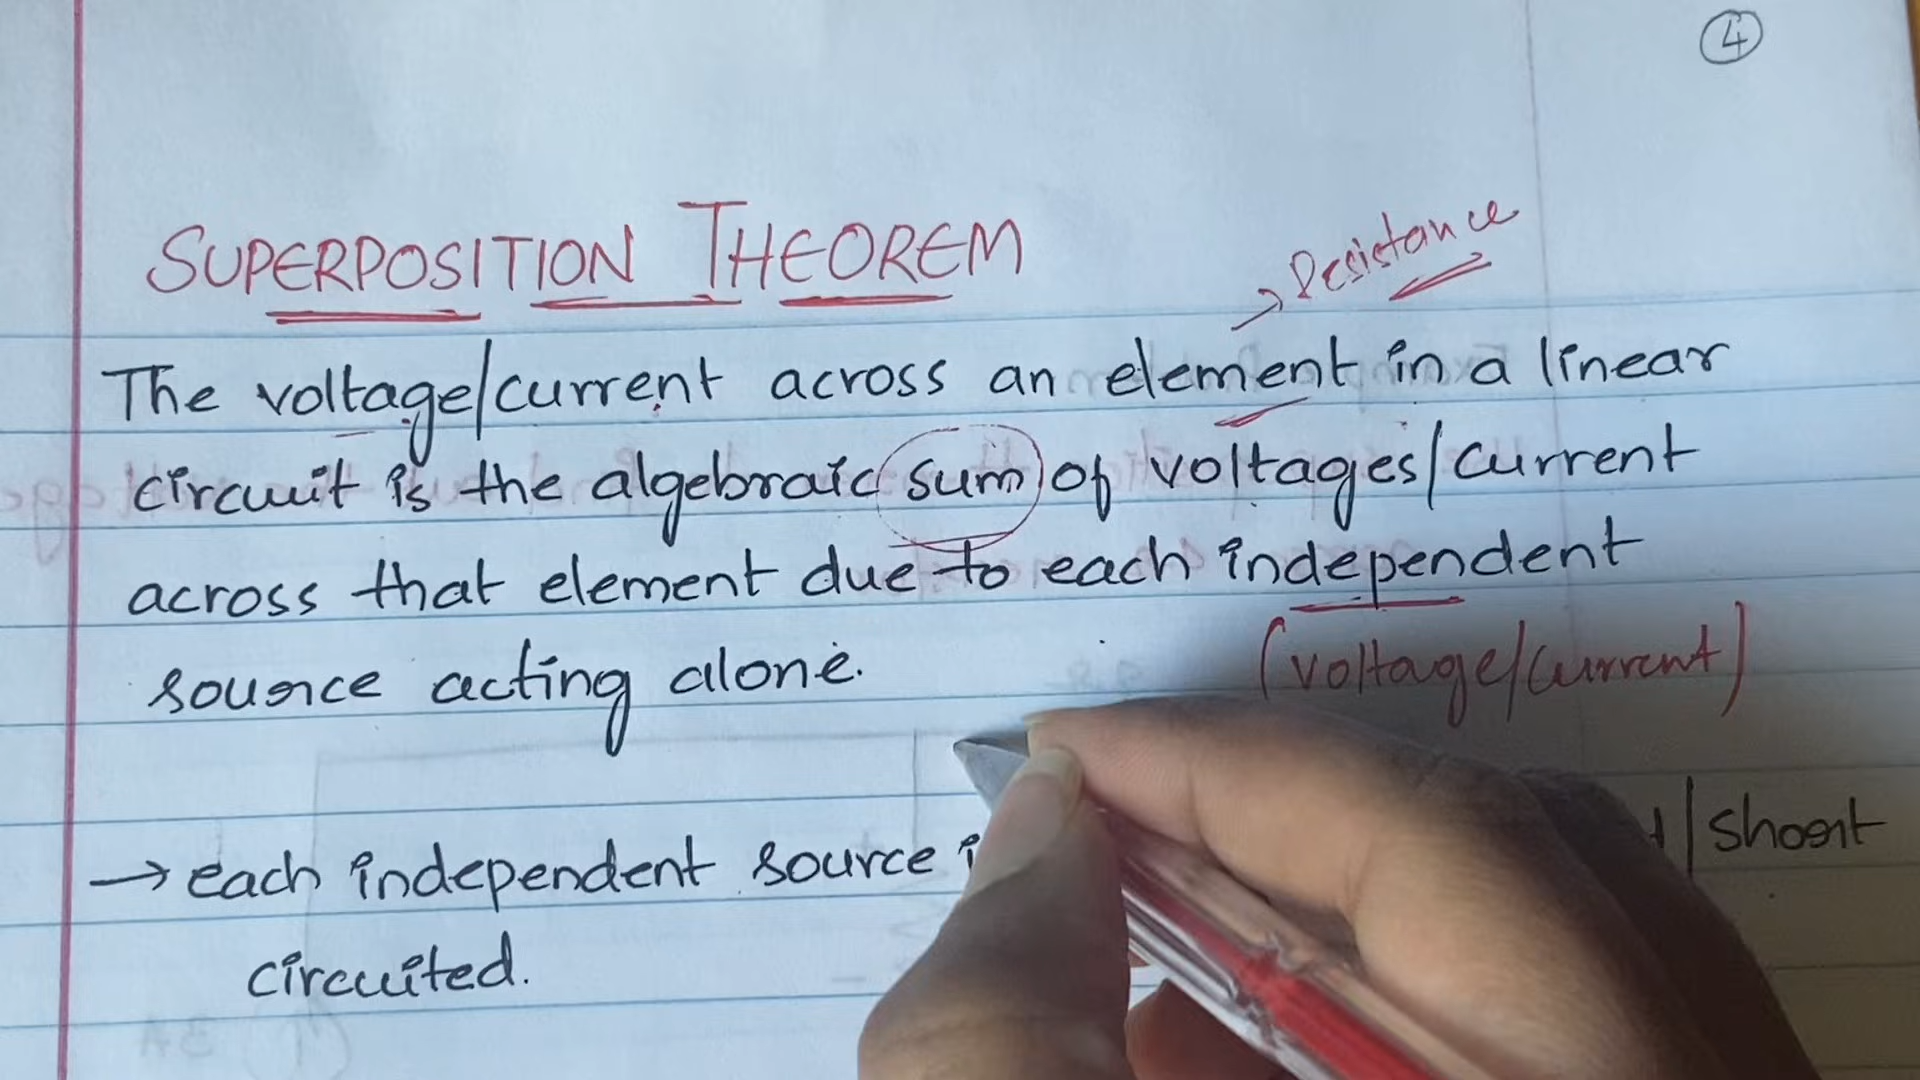 4
SUPERPOSITION THEOREM
→ Resistance
The voltage/current across an element in a linear
circuit is the algebraic sum of voltages/current
across that element due to each independent
source acting alone.
(voltage/current)
→ each independent source /short
circuited.